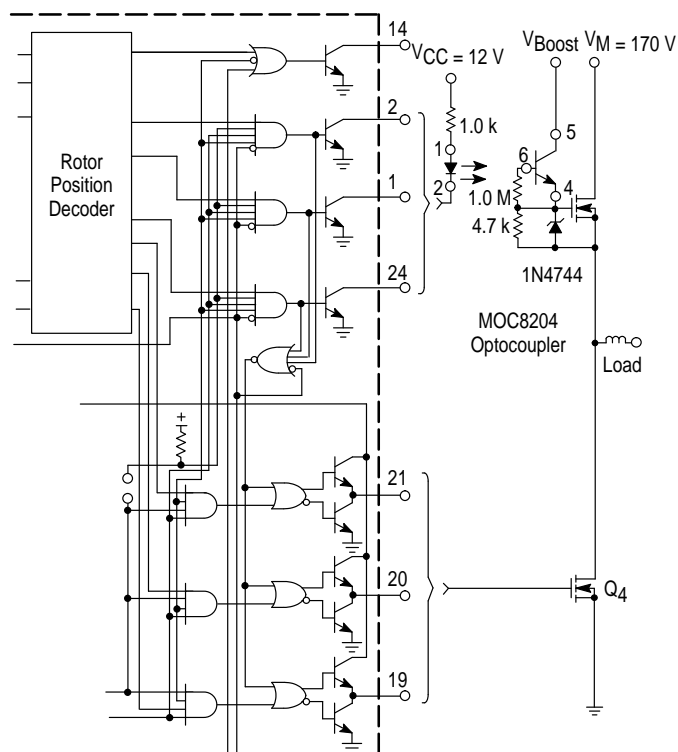 14
VCC = 12 V
VBoost
VM = 170 V
2
1.0 k
5
1
6
Rotor
Position
Decoder
1
2
1.0 M
4
4.7 k
24
1N4744
MOC8204
Optocoupler
Load
+
21
20
Q4
19